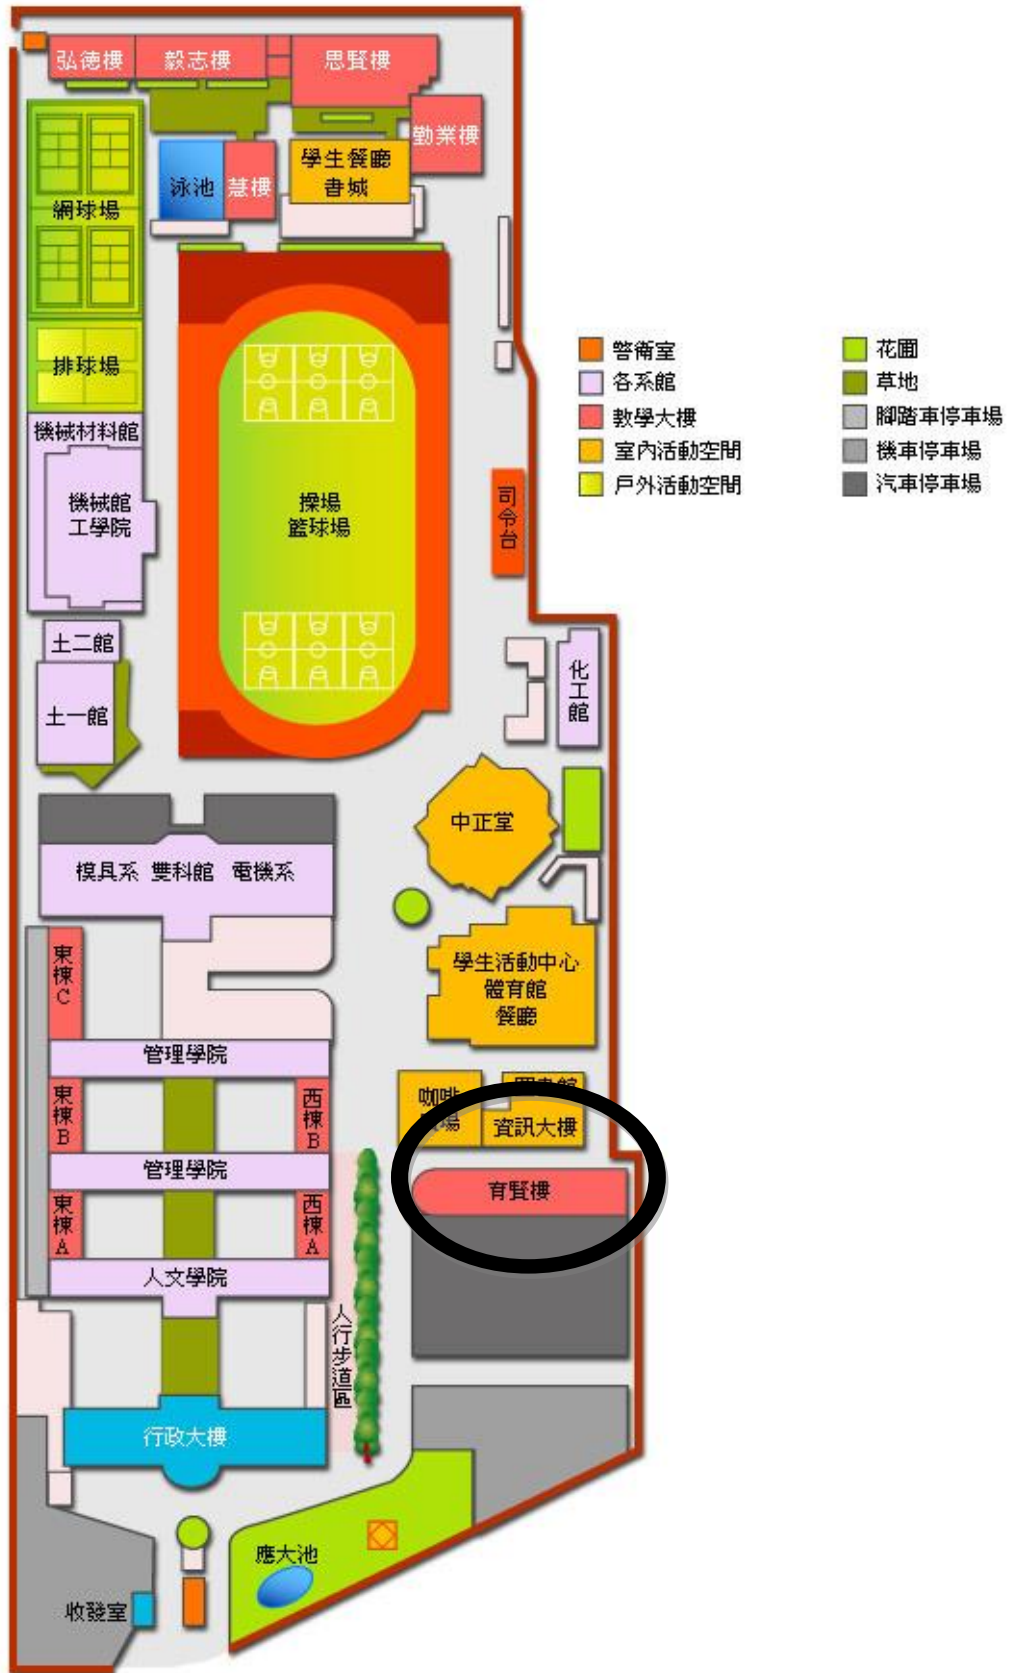 弘德樓
毅志樓
思賢樓
勤業樓
泳池
慧樓
學生餐廳
書城
網球場
排球場
機械材料館
機械館
工學院
操場
籃球場
司令台
警衛室
各系館
教學大樓
室內活動空間
戶外活動空間
花圃
草地
腳踏車停車場
機車停車場
汽車停車場
土二館
土一館
化工館
中正堂
模具系 雙科館 電機系
學生活動中心
體育館
餐廳
東棟C
管理學院
東棟B
西棟B
管理學院
東棟A
西棟A
人文學院
咖啡
場
圖書館
資訊大樓
育賢樓
人行步道區
行政大樓
應大池
收發室